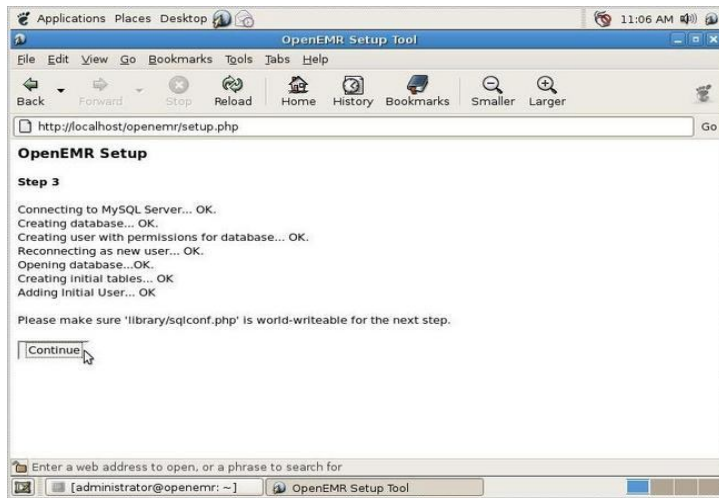 Applications Places Desktop 11:06 AM
OpenEMR Setup Tool
File Edit View Go Bookmarks Tools Tabs Help
Back Forward Stop Reload Home History Bookmarks Smaller Larger
http://localhost/openemr/setup.php Go
OpenEMR Setup
Step 3
Connecting to MySQL Server... OK.
Creating database... OK.
Creating user with permissions for database... OK.
Reconnecting as new user... OK.
Opening database...OK.
Creating initial tables... OK
Adding Initial User... OK
Please make sure 'library/sqlconf.php' is world-writeable for the next step.
Continue
Enter a web address to open, or a phrase to search for
[administrator@openemr: ~] OpenEMR Setup Tool